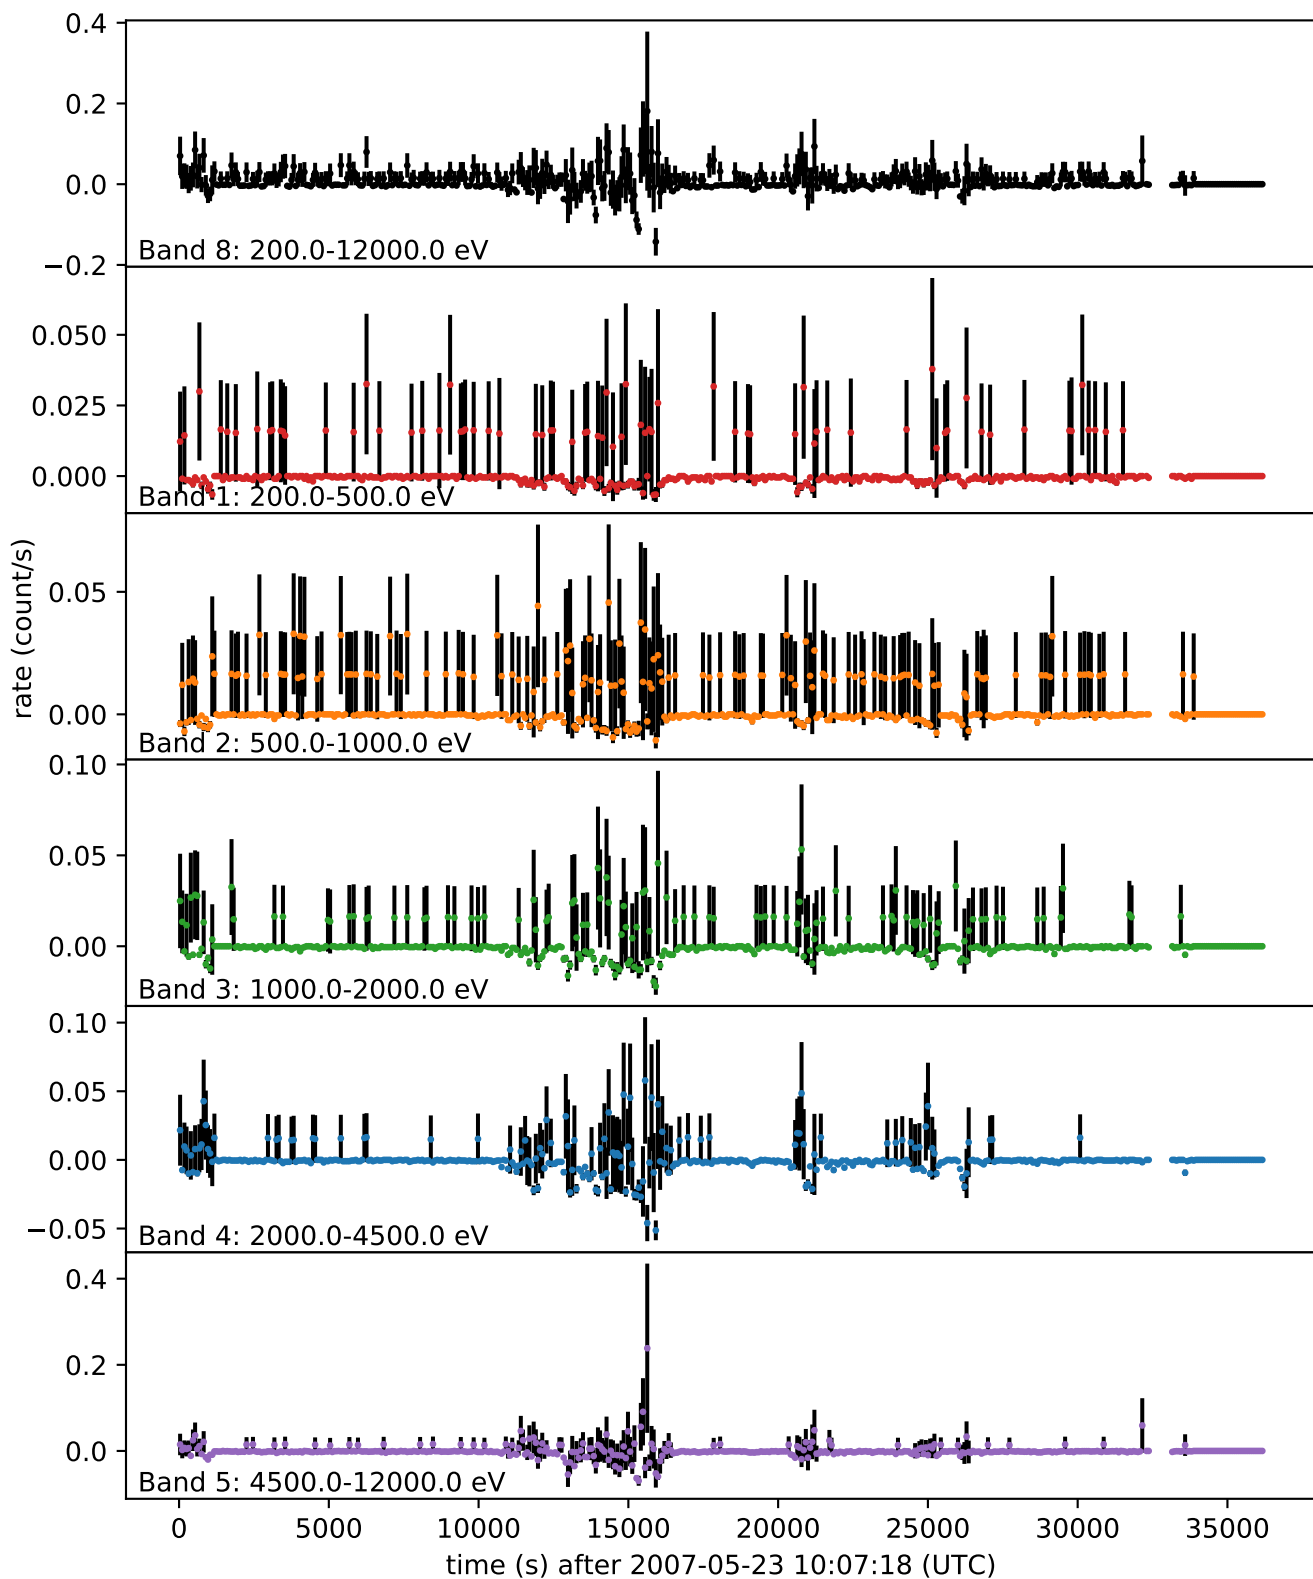 0.4
0.2
0.0
−0.2
Band 8: 200.0-12000.0 eV
0.050
0.025
0.000
Band 1: 200.0-500.0 eV
rate (count/s)
0.05
0.00
Band 2: 500.0-1000.0 eV
0.10
0.05
0.00
Band 3: 1000.0-2000.0 eV
0.10
0.05
0.00
−0.05
Band 4: 2000.0-4500.0 eV
0.4
0.2
0.0
Band 5: 4500.0-12000.0 eV
0 5000 10000 15000 20000 25000 30000 35000
time (s) after 2007-05-23 10:07:18 (UTC)